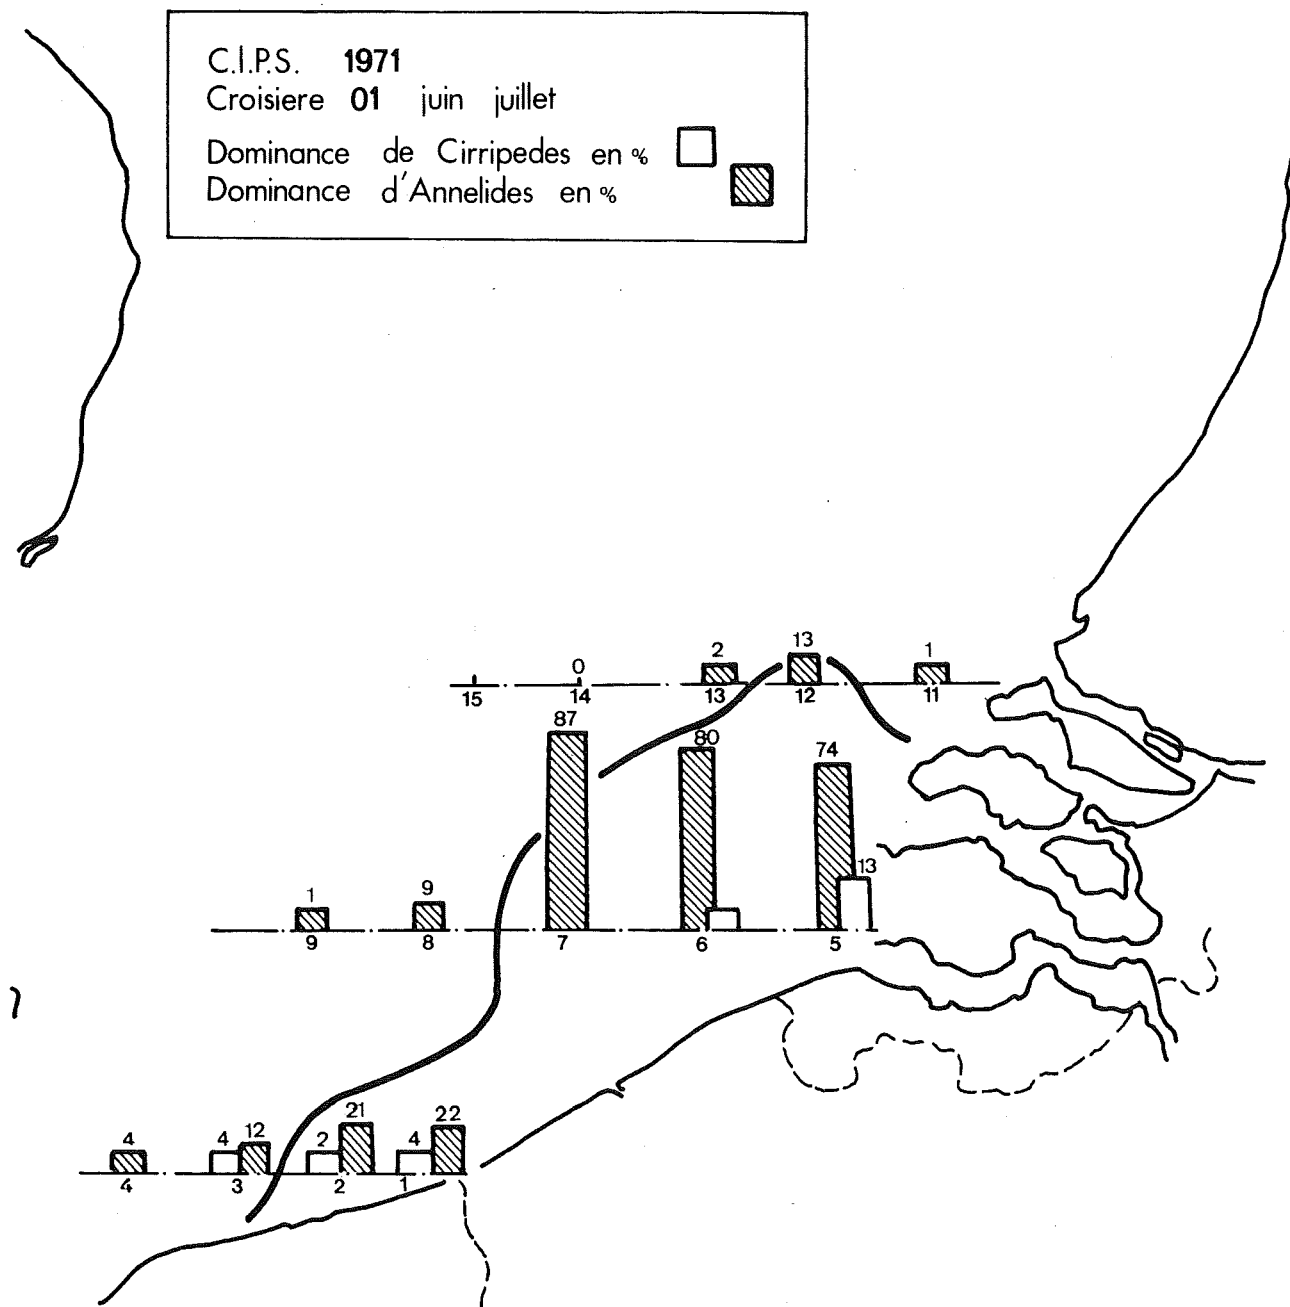 C.I.P.S. 1971
Croisiere 01 juin juillet
Dominance de Cirripedes en %
Dominance d'Annelides en %
0 2 13 1
15 14 13 12 11
87 80 74 13
1 9
9 8 7 6 5
4 4 12 2 21 4 22
4 3 2 1